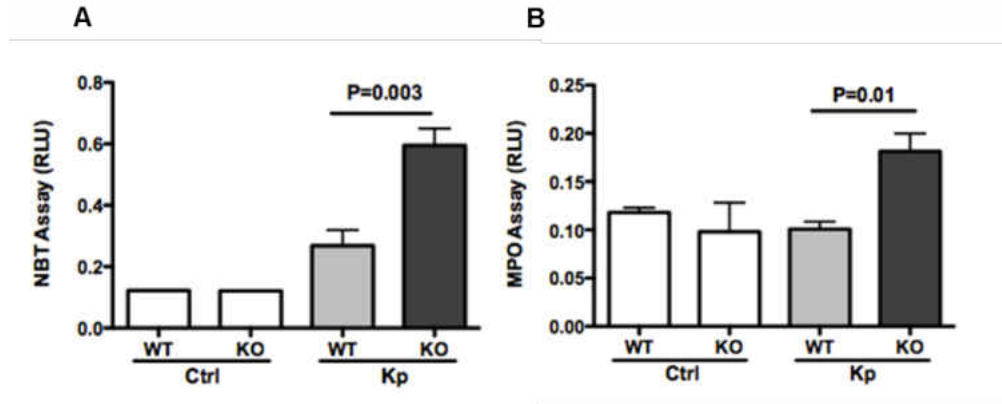 A
NBT Assay (RLU)
0.8
0.6
0.4
0.2
0.0
P=0.003
WT KO WT KO
Ctrl Kp
B
MPO Assay (RLU)
0.25
0.20
0.15
0.10
0.05
0.00
P=0.01
WT KO WT KO
Ctrl Kp